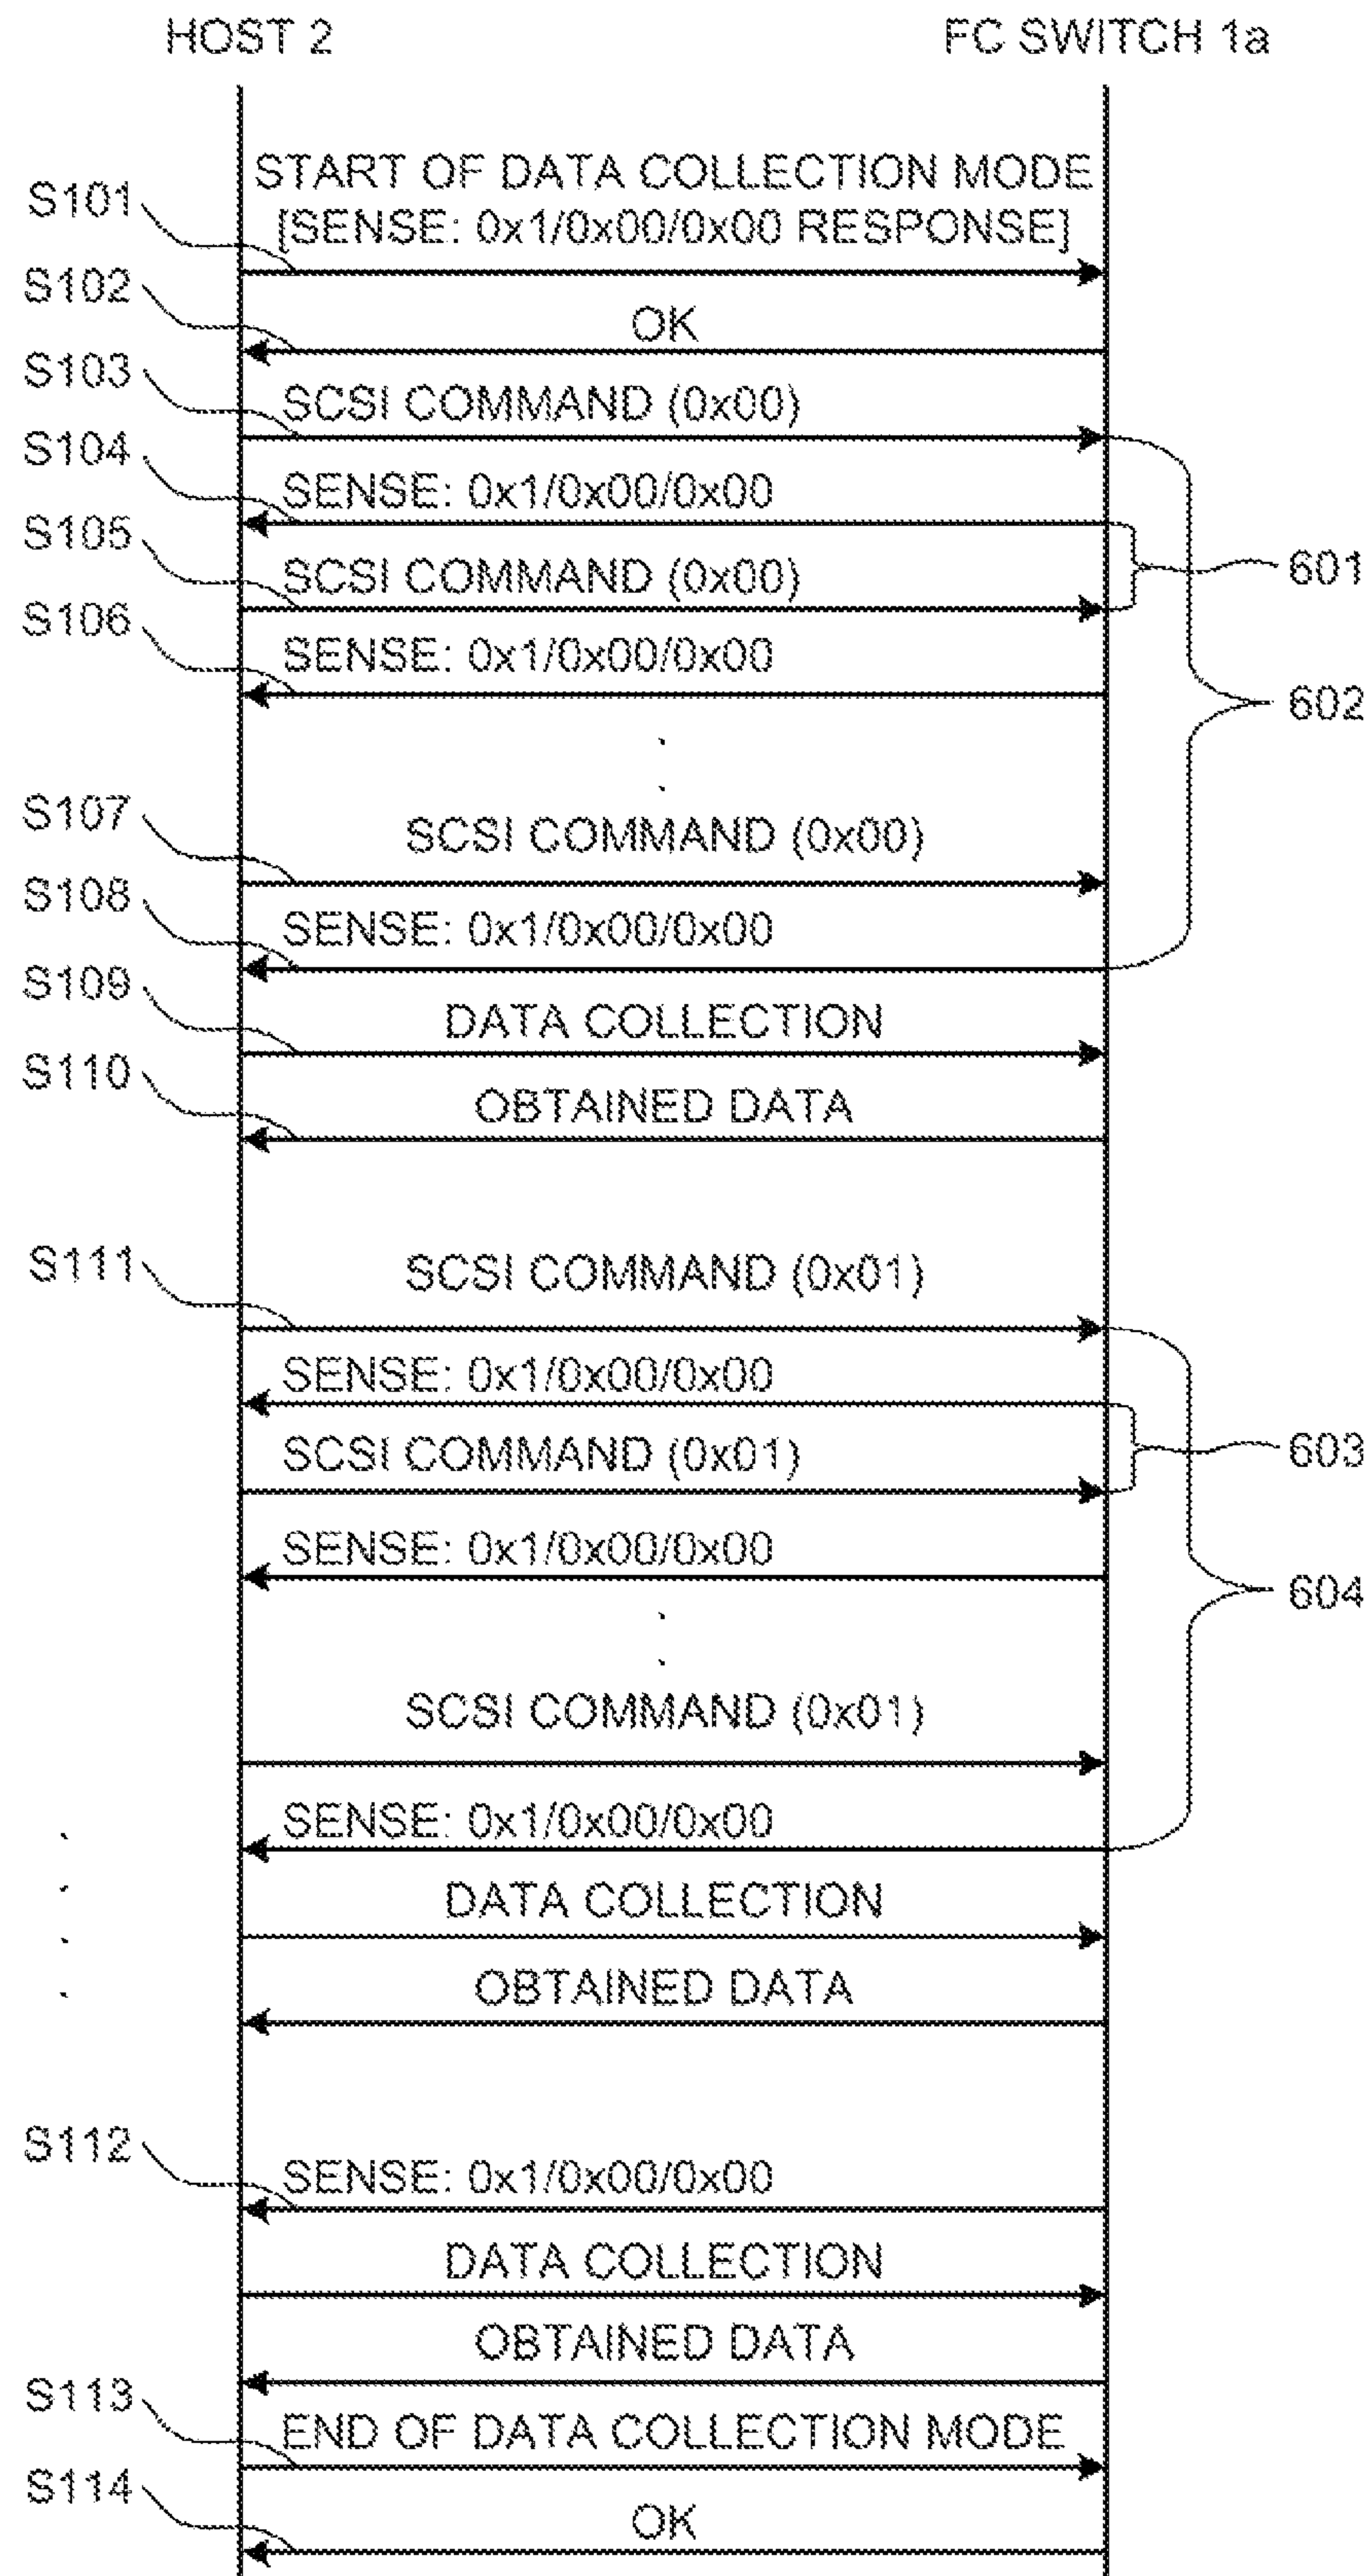 HOST 2
FC SWITCH 1a
START OF DATA COLLECTION MODE
S101
[SENSE: 0x1/0x00/0x00 RESPONSE]
S102
OK
S103
SCSI COMMAND (0x00)
S104
SENSE: 0x1/0x00/0x00
S105
SCSI COMMAND (0x00)
601
S106
SENSE: 0x1/0x00/0x00
602
S107
SCSI COMMAND (0x00)
S108
SENSE: 0x1/0x00/0x00
S109
DATA COLLECTION
S110
OBTAINED DATA
S111
SCSI COMMAND (0x01)
SENSE: 0x1/0x00/0x00
SCSI COMMAND (0x01)
603
SENSE: 0x1/0x00/0x00
604
SCSI COMMAND (0x01)
SENSE: 0x1/0x00/0x00
DATA COLLECTION
OBTAINED DATA
S112
SENSE: 0x1/0x00/0x00
DATA COLLECTION
OBTAINED DATA
S113
END OF DATA COLLECTION MODE
S114
OK